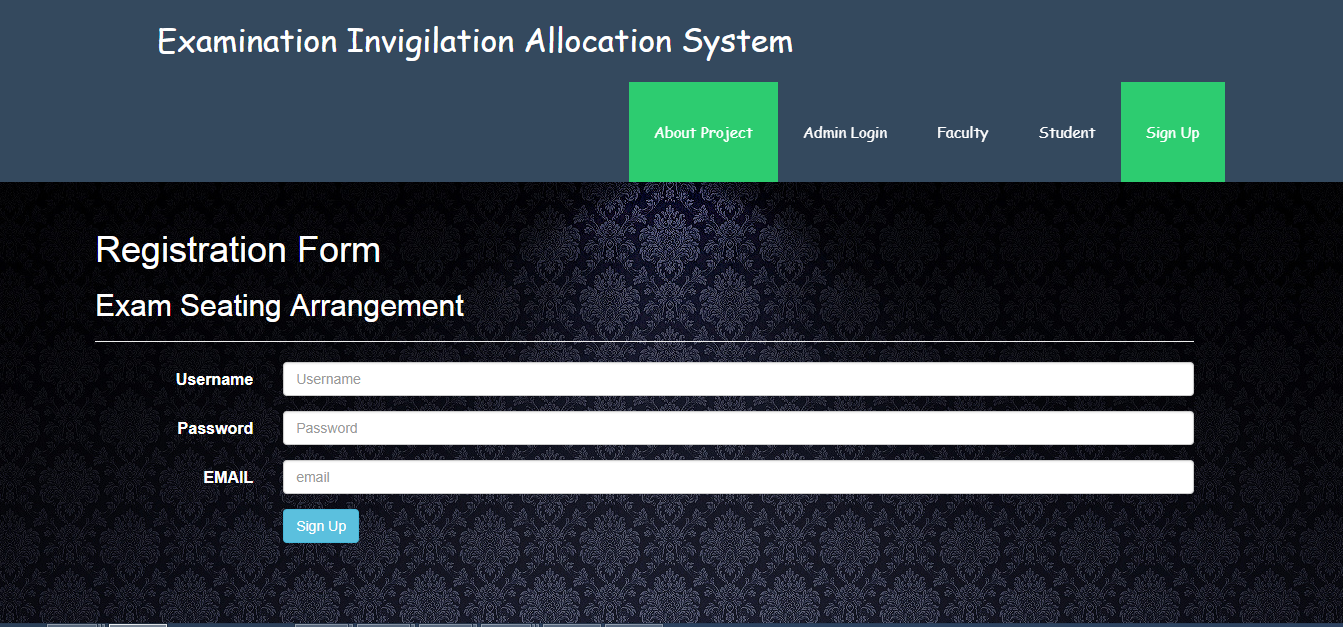 Examination Invigilation Allocation System
About Project Admin Login Faculty Student Sign Up
Registration Form
Exam Seating Arrangement
Username Username
Password Password
EMAIL email
Sign Up